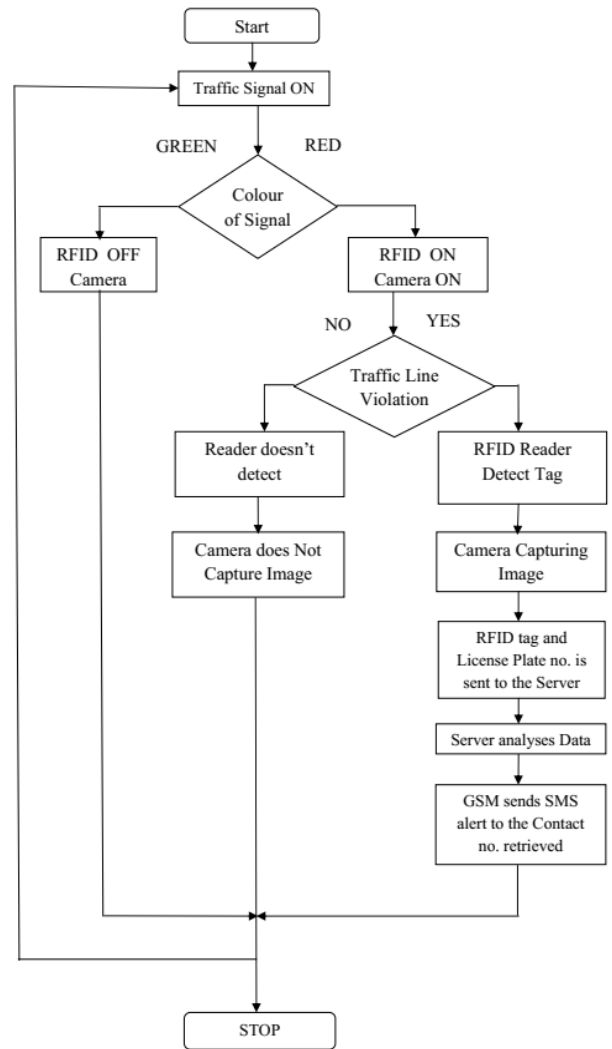 Start
Traffic Signal ON
GREEN
RED
Colour
of Signal
RFID OFF
Camera
RFID ON
Camera ON
NO
YES
Traffic Line
Violation
Reader doesn't
detect
RFID Reader
Detect Tag
Camera does Not
Capture Image
Camera Capturing
Image
RFID tag and
License Plate no. is
sent to the Server
Server analyses Data
GSM sends SMS
alert to the Contact
no. retrieved
STOP